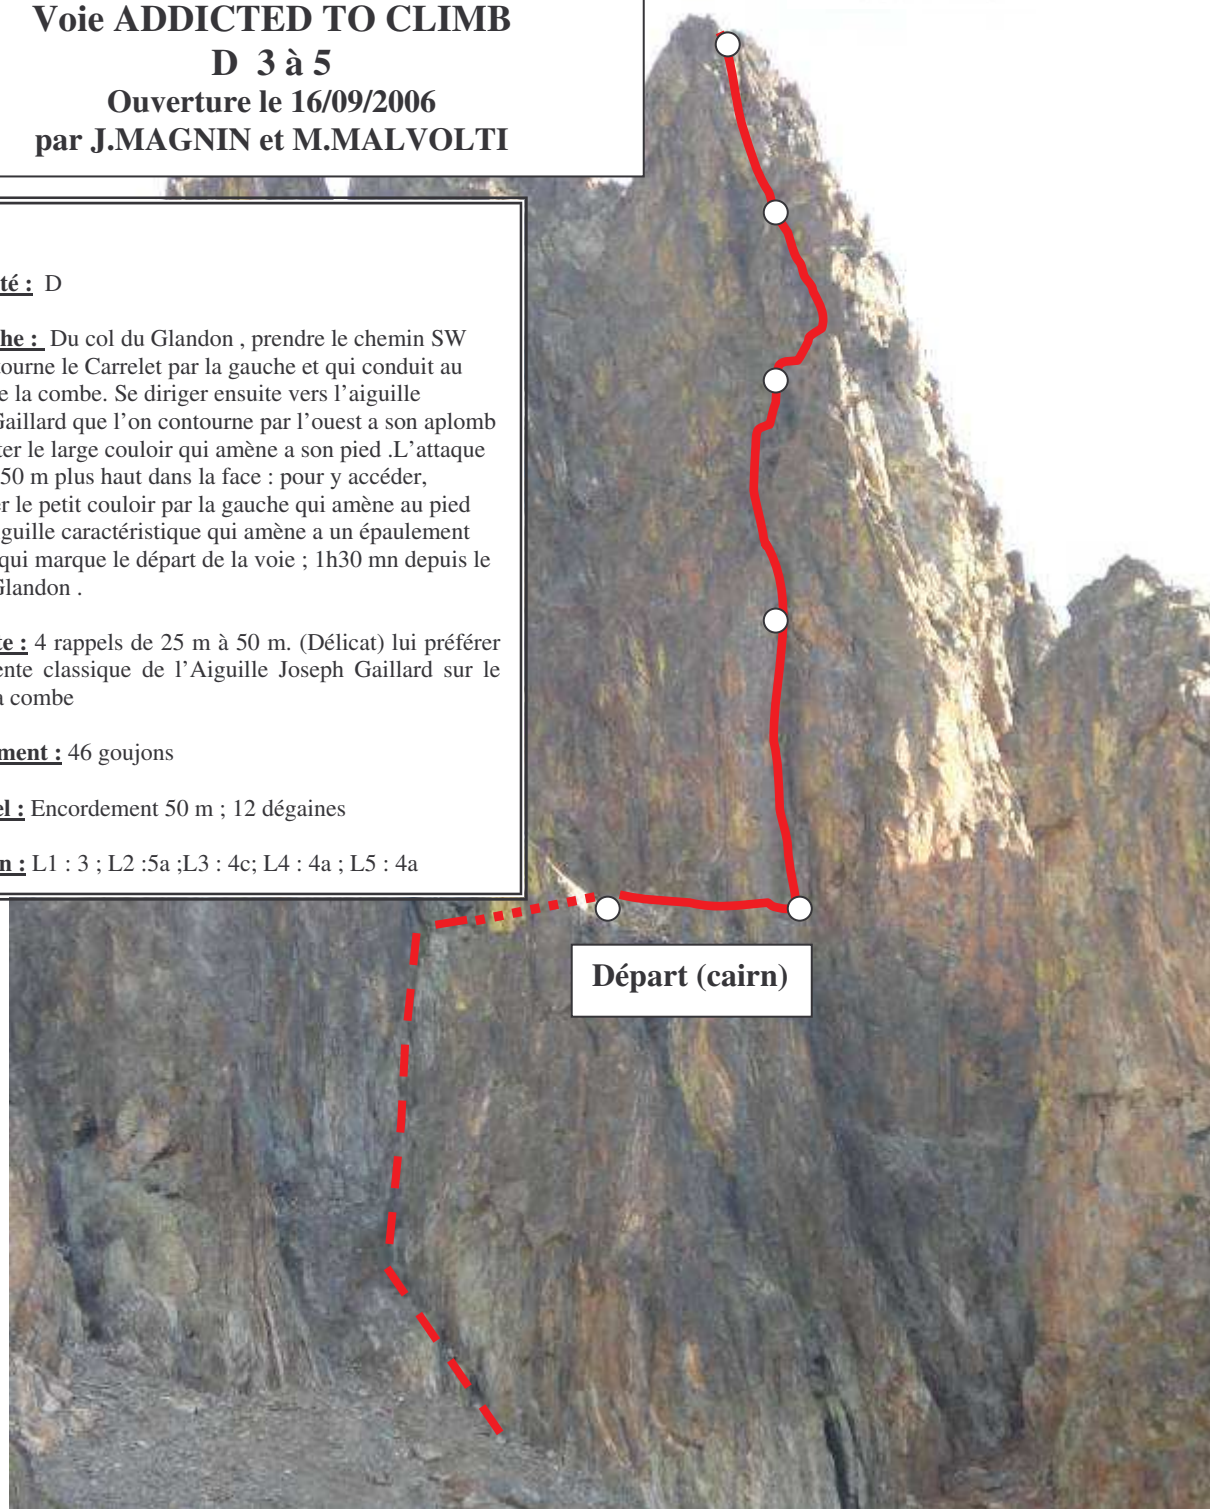 Voie ADDICTED TO CLIMB
D 3 à 5
Ouverture le 16/09/2006
par J.MAGNIN et M.MALVOLTI
té : D
he : Du col du Glandon , prendre le chemin SW
tourne le Carrelet par la gauche et qui conduit au
e la combe. Se diriger ensuite vers l’aiguille
Gaillard que l’on contourne par l’ouest a son aplomb
ter le large couloir qui amène a son pied .L’attaque
50 m plus haut dans la face : pour y accéder,
r le petit couloir par la gauche qui amène au pied
iguille caractéristique qui amène a un épaulement
qui marque le départ de la voie ; 1h30 mn depuis le
Glandon .
te : 4 rappels de 25 m à 50 m. (Délicat) lui préférer
ente classique de l’Aiguille Joseph Gaillard sur le
a combe
ment : 46 goujons
el : Encordement 50 m ; 12 dégaines
n : L1 : 3 ; L2 :5a ;L3 : 4c; L4 : 4a ; L5 : 4a
Départ (cairn)